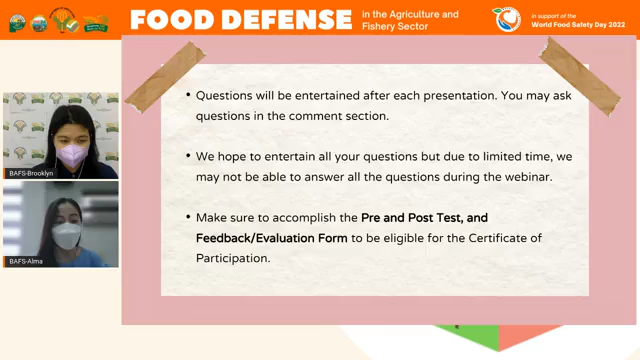 FOOD DEFENSE
in the Agriculture and
Fishery Sector
in support of the
World Food Safety Day 2022
• Questions will be entertained after each presentation. You may ask
questions in the comment section.
• We hope to entertain all your questions but due to limited time, we
may not be able to answer all the questions during the webinar.
• Make sure to accomplish the Pre and Post Test, and
Feedback/Evaluation Form to be eligible for the Certificate of
Participation.
BAFS-Brooklyn
BAFS-Alma